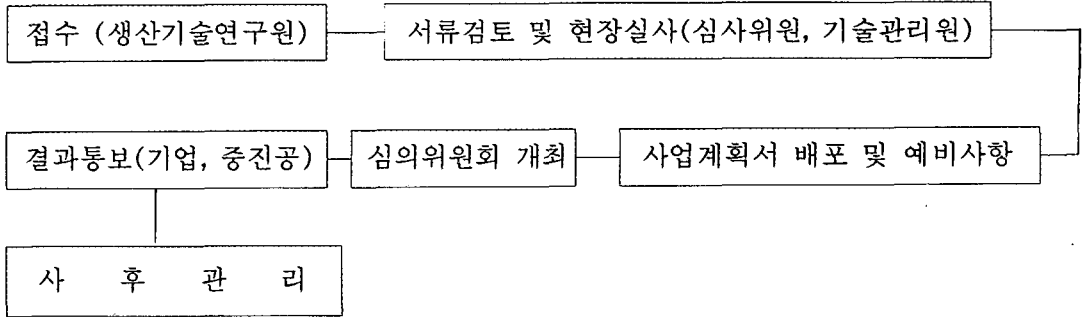 접수 (생산기술연구원)
서류검토 및 현장실사(심사위원, 기술관리원)
결과통보(기업, 중진공)
심의위원회 개최
사업계획서 배포 및 예비사항
사 후 관 리